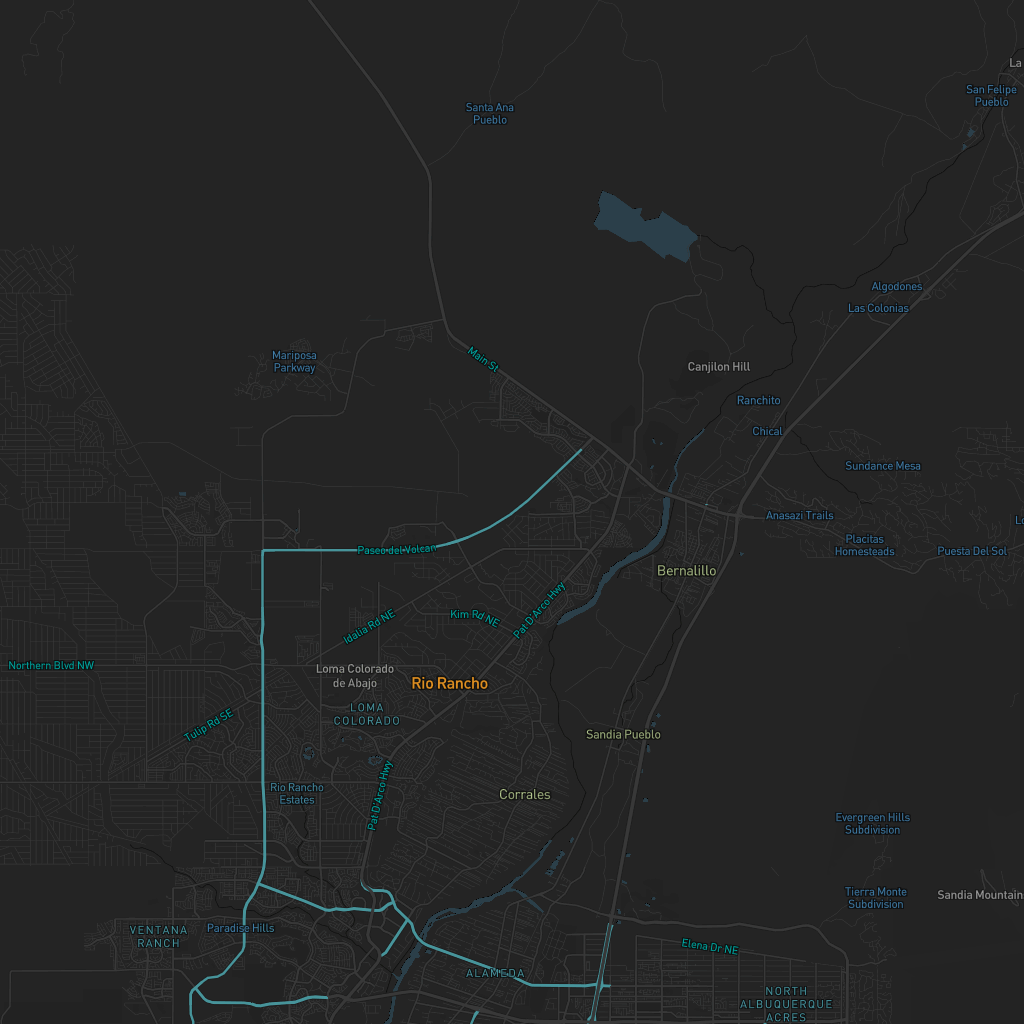 La
San Felipe
Pueblo
Santa Ana
Pueblo
Algodones
Las Colonias
Main St
Mariposa
Parkway
Canjilon Hill
Ranchito
Chical
Sundance Mesa
Anasazi Trails
Lo
Placitas
Homesteads
Puesta Del Sol
Paseo del Volcan
Bernalillo
Idalia Rd NE
Kim Rd NE
Pat D'Arco Hwy
Northern Blvd NW
Loma Colorado
de Abajo
Rio Rancho
LOMA
COLORADO
Tulip Rd SE
Sandia Pueblo
Rio Rancho
Estates
Pat D'Arco Hwy
Corrales
Evergreen Hills
Subdivision
Tierra Monte
Subdivision
Sandia Mountain
VENTANA
RANCH
Paradise Hills
Elena Dr NE
ALAMEDA
NORTH
ALBUQUERQUE
ACRES